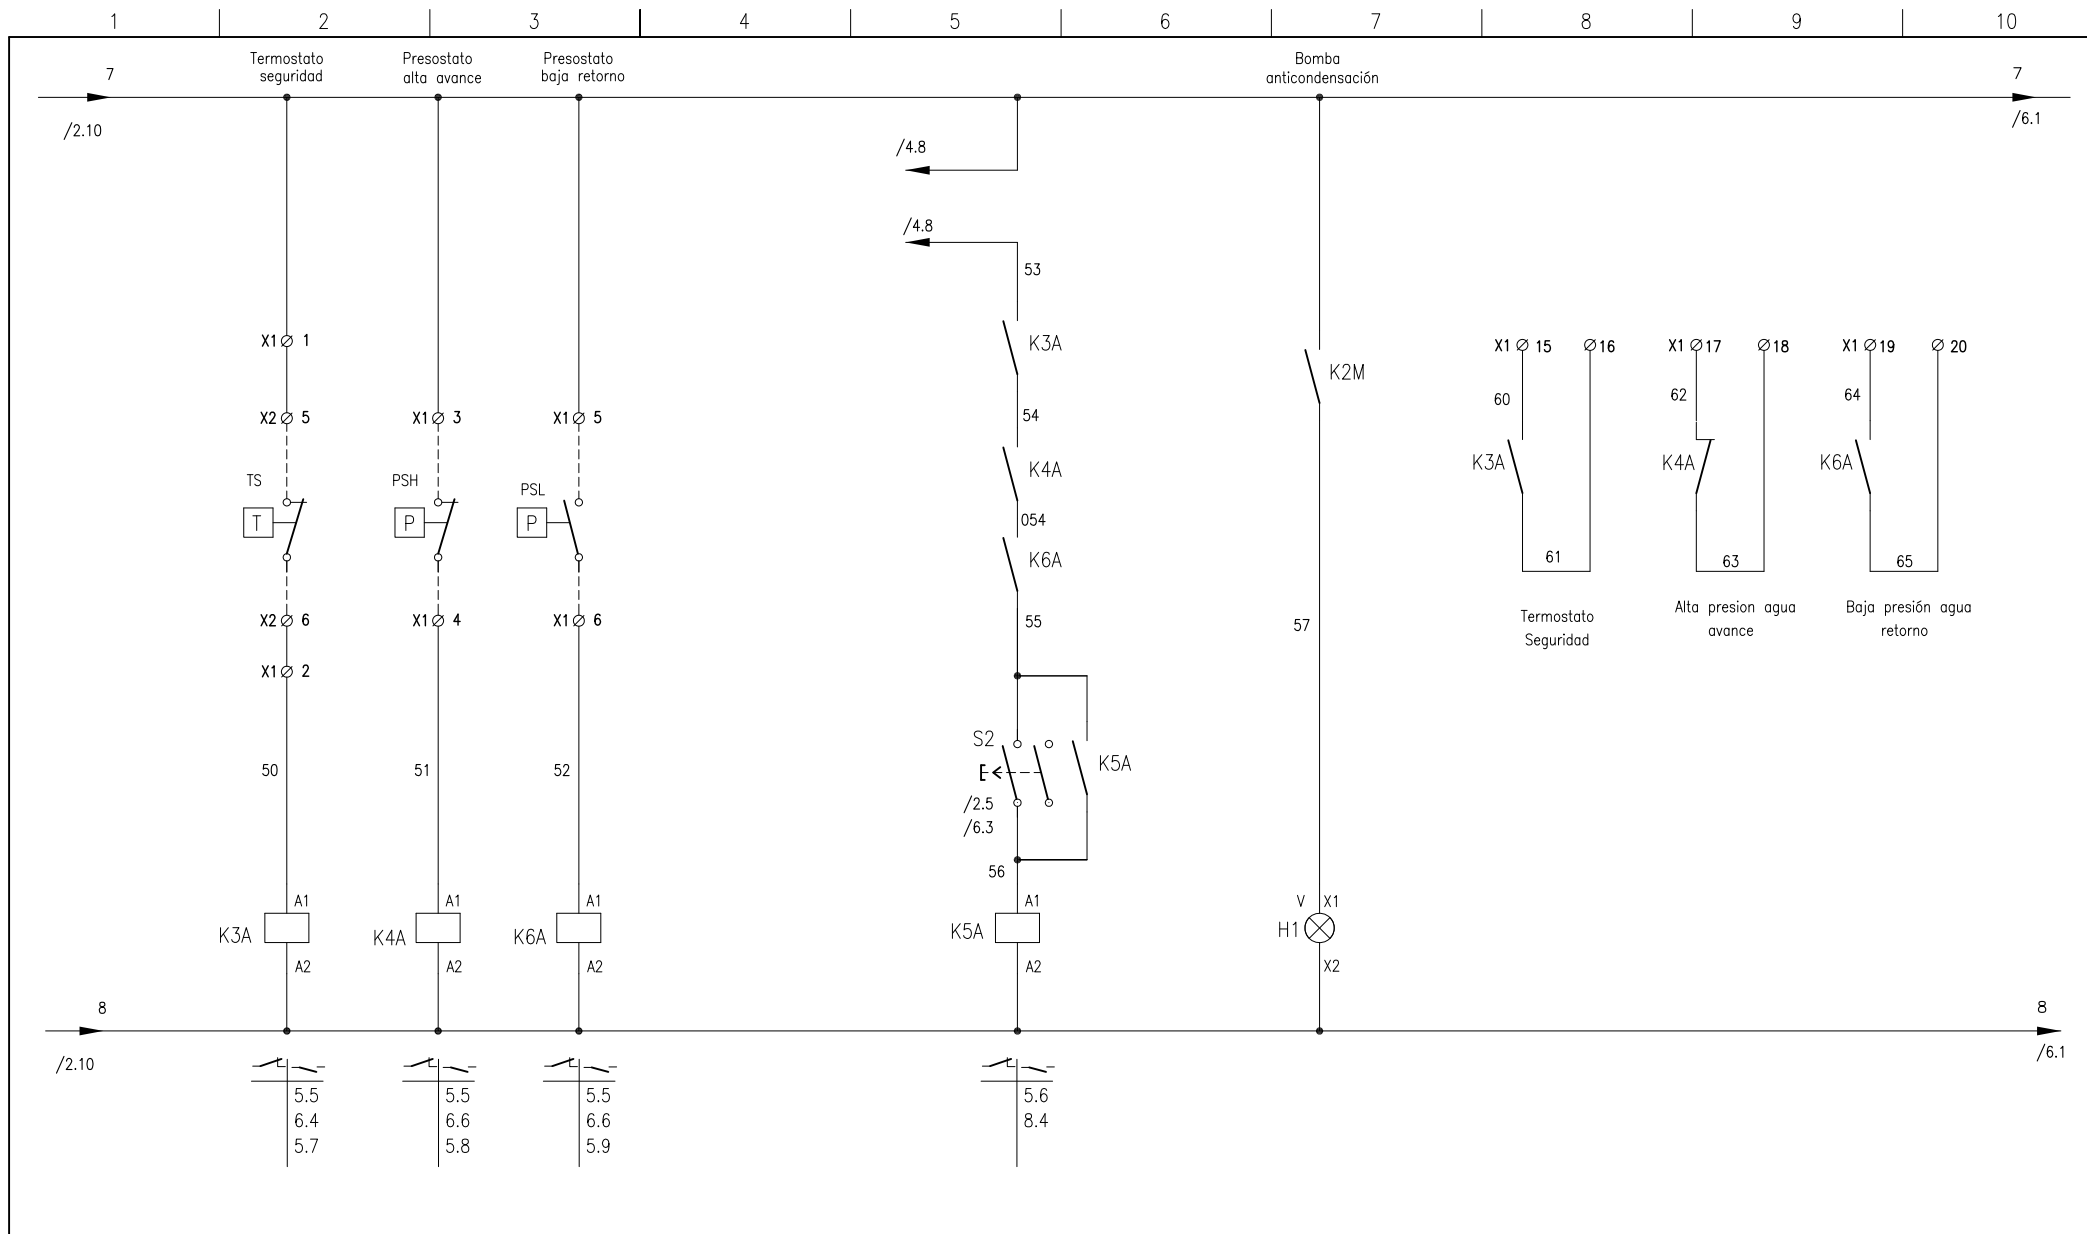 1 2 3 4 5 6 7 8 9 10
Termostato
seguridad
Presostato
alta avance
Presostato
baja retorno
Bomba
anticondensación
7
/2.10
7
/6.1
/4.8
/4.8
53
X1 1
X2 5
X1 3
X1 5
K3A
K2M
54
TS
PSH
PSL
T
P
P
K4A
054
K6A
X2 6
X1 2
X1 4
X1 6
55
57
X1 15 16
X1 17 18
X1 19 20
60
62
64
K3A
K4A
K6A
61
63
65
Termostato
Seguridad
Alta presion agua
avance
Baja presión agua
retorno
50
51
52
S2
K5A
/2.5
/6.3
56
A1
K3A
A2
A1
K4A
A2
A1
K6A
A2
A1
K5A
A2
V X1
H1
X2
8
/2.10
8
/6.1
5.5
6.4
5.7
5.5
6.6
5.8
5.5
6.6
5.9
5.6
8.4